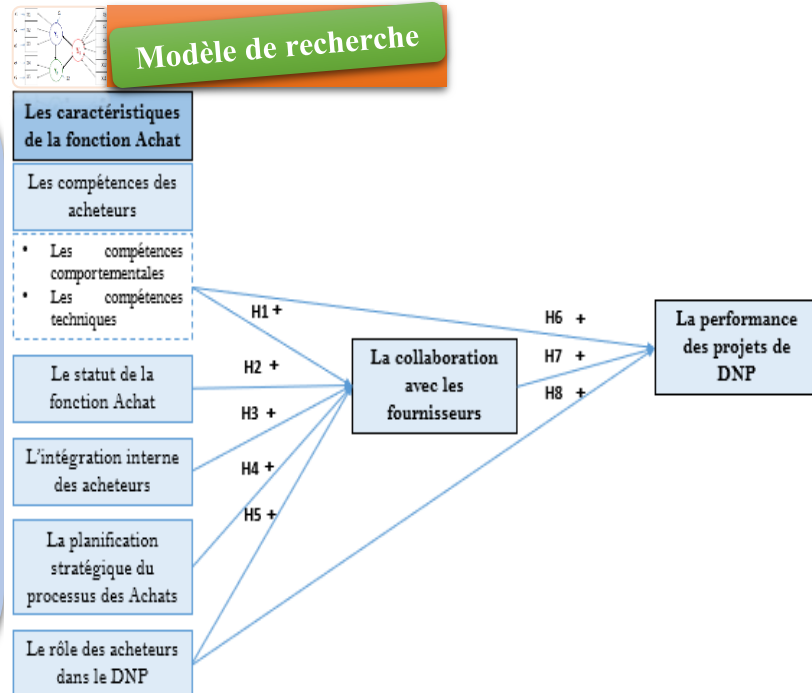 Modèle de recherche
Les caractéristiques
de la fonction Achat
Les compétences des
acheteurs
• Les compétences
comportementales
• Les compétences
techniques
Le statut de la
fonction Achat
L'intégration interne
des acheteurs
La planification
stratégique du
processus des Achats
Le rôle des acheteurs
dans le DNP
H1 +
H2 +
H3 +
H4 +
H5 +
La collaboration
avec les
fournisseurs
H6 +
H7 +
H8 +
La performance
des projets de
DNP